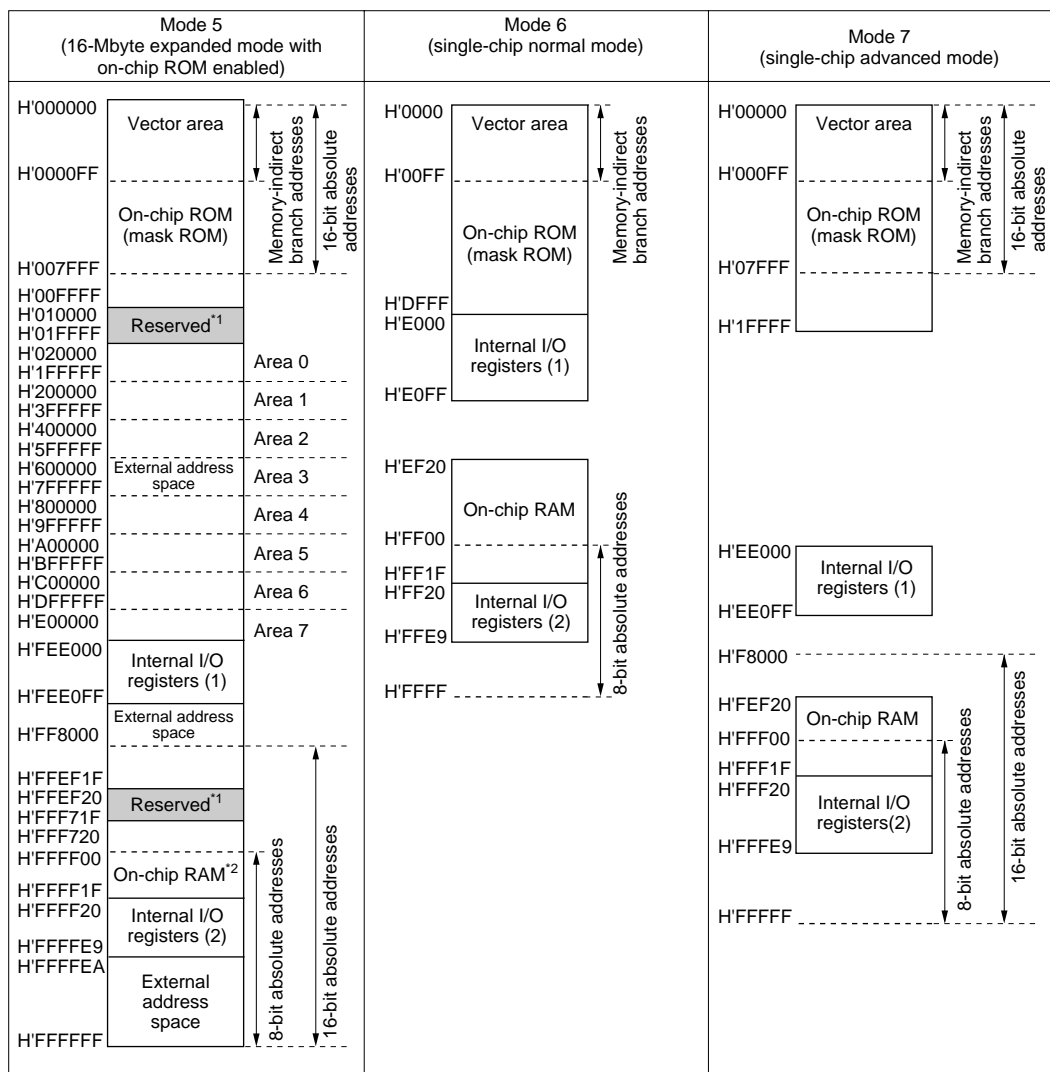 Mode 5
(16-Mbyte expanded mode with
on-chip ROM enabled)
H'000000
Vector area
H'0000FF
On-chip ROM
(mask ROM)
H'007FFF
H'00FFFF
H'010000
Reserved*1
H'01FFFF
H'020000
Area 0
H'1FFFFF
H'200000
Area 1
H'3FFFFF
H'400000
Area 2
H'5FFFFF
H'600000
External address
space
Area 3
H'7FFFFF
H'800000
Area 4
H'9FFFFF
H'A00000
Area 5
H'BFFFFF
H'C00000
Area 6
H'DFFFFF
H'E00000
Area 7
H'FEE000
Internal I/O
registers (1)
H'FEE0FF
External address
space
H'FF8000
H'FFEF1F
H'FFEF20
Reserved*1
H'FFF71F
H'FFF720
H'FFFF00
On-chip RAM*2
H'FFFF1F
H'FFFF20
Internal I/O
registers (2)
H'FFFFE9
H'FFFFEA
External
address
space
H'FFFFFF
Memory-indirect
branch addresses
16-bit absolute
addresses
8-bit absolute addresses
16-bit absolute addresses
Mode 6
(single-chip normal mode)
H'0000
Vector area
H'00FF
On-chip ROM
(mask ROM)
H'DFFF
H'E000
Internal I/O
registers (1)
H'E0FF
H'EF20
On-chip RAM
H'FF00
H'FF1F
H'FF20
Internal I/O
registers (2)
H'FFE9
H'FFFF
Memory-indirect
branch addresses
8-bit absolute addresses
Mode 7
(single-chip advanced mode)
H'00000
Vector area
H'000FF
On-chip ROM
(mask ROM)
H'07FFF
H'1FFFF
H'EE000
Internal I/O
registers (1)
H'EE0FF
H'F8000
H'FEF20
On-chip RAM
H'FFF00
H'FFF1F
H'FFF20
Internal I/O
registers(2)
H'FFFE9
H'FFFFF
Memory-indirect
branch addresses
16-bit absolute
addresses
8-bit absolute addresses
16-bit absolute addresses